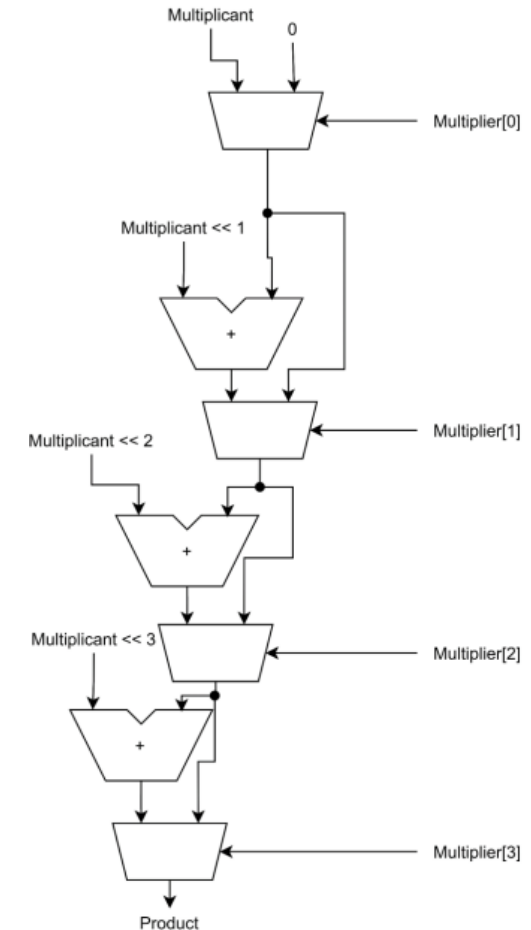 Multiplicant
0
Multiplier[0]
Multiplicant << 1
+
Multiplier[1]
Multiplicant << 2
+
Multiplicant << 3
Multiplier[2]
+
Multiplier[3]
Product